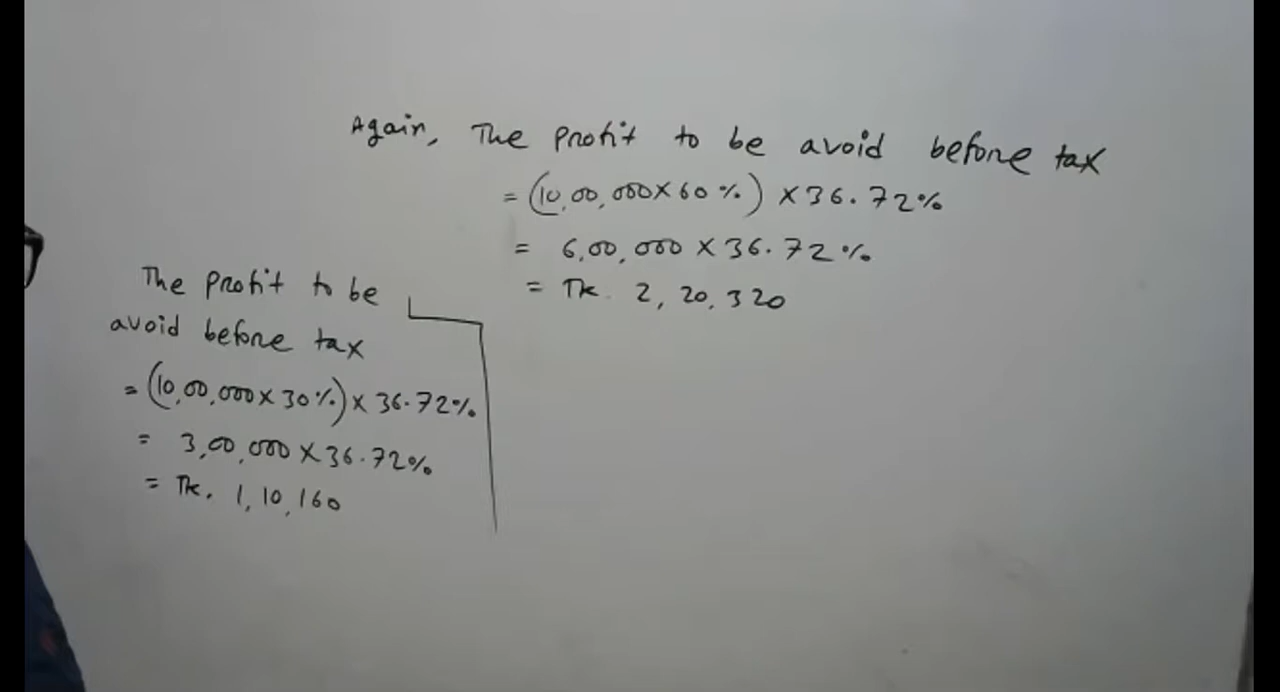 Again, The profit to be avoid before tax
= (10,00,000 X 60%) X 36.72%
= 6,00,000 X 36.72%
= Tk. 2,20,320
The profit to be
avoid before tax
= (10,00,000 X 30%) X 36.72%
= 3,00,000 X 36.72%
= Tk. 1,10,160